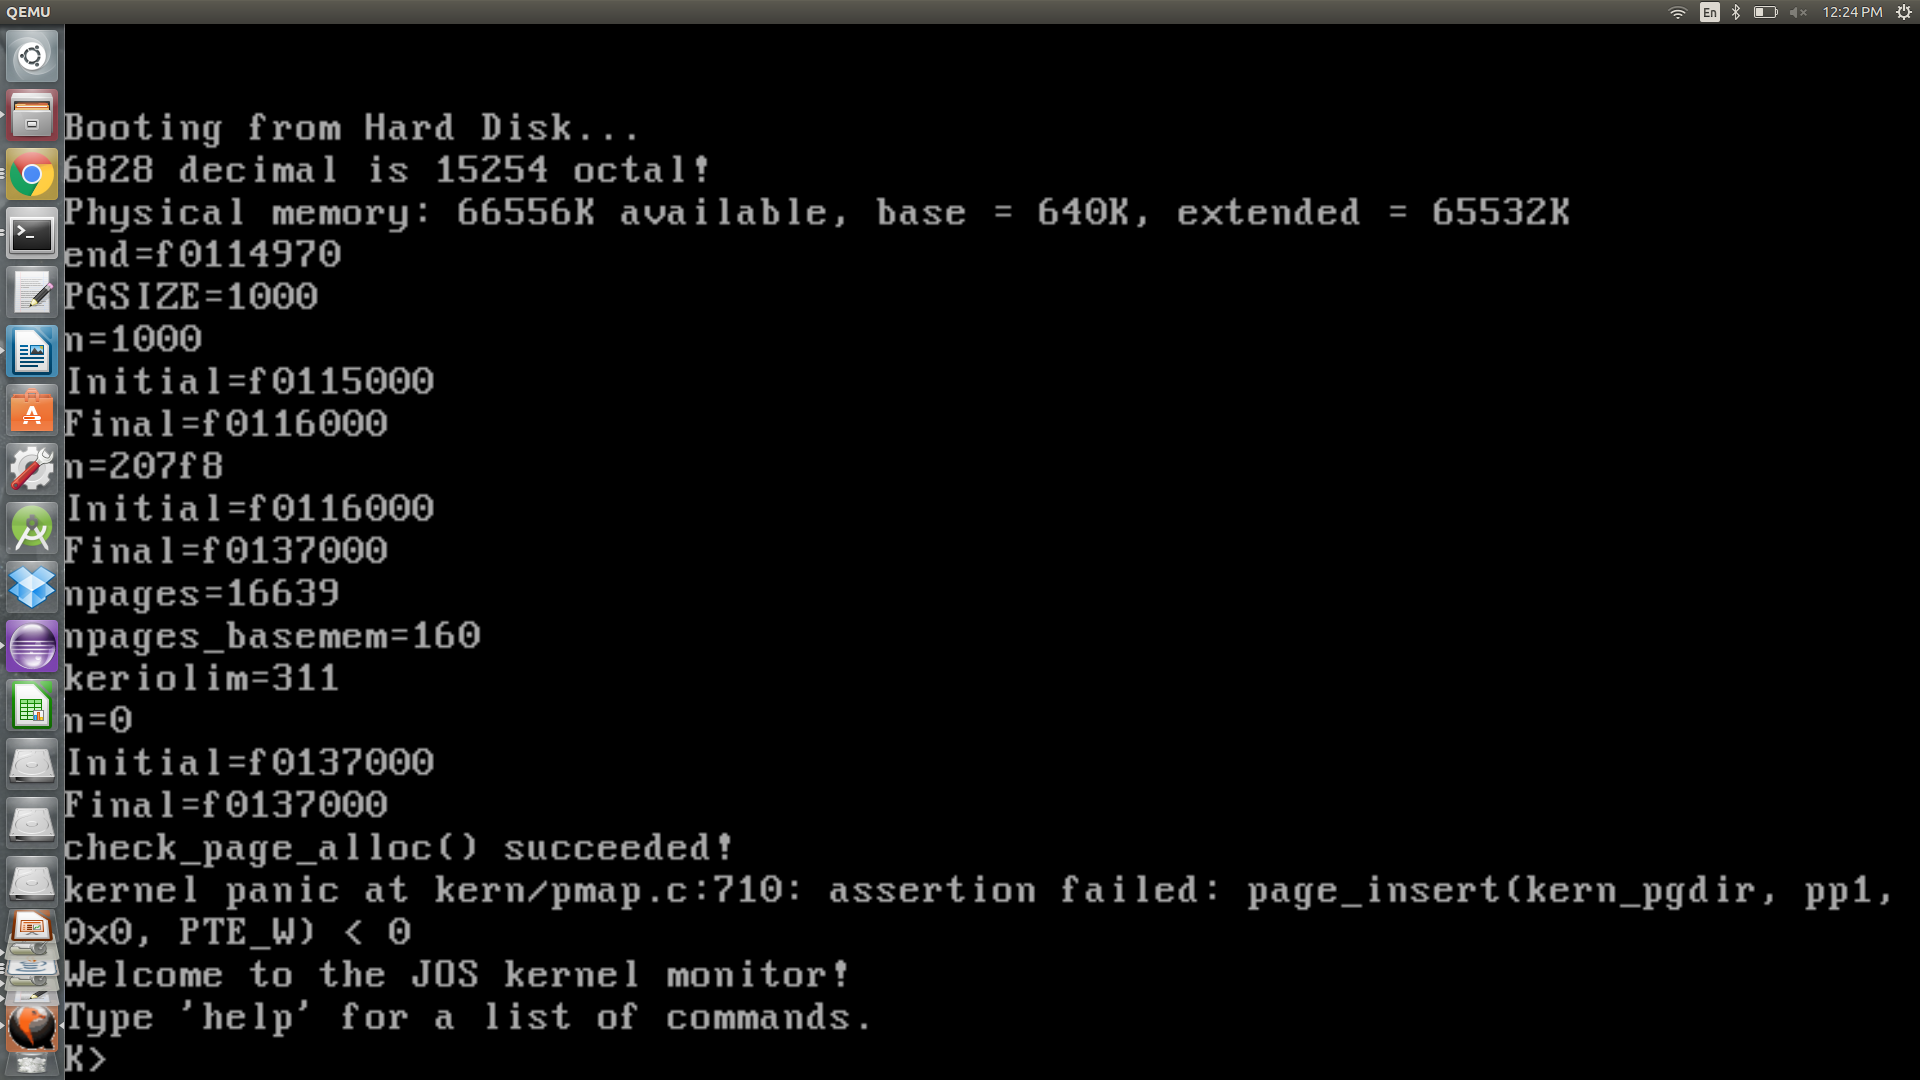 QEMU
En
12:24 PM
Booting from Hard Disk...
6828 decimal is 15254 octal!
Physical memory: 66556K available, base = 640K, extended = 65532K
end=f0114970
PGSIZE=1000
n=1000
Initial=f0115000
Final=f0116000
n=207f8
Initial=f0116000
Final=f0137000
npages=16639
npages_basemem=160
keriolim=311
n=0
Initial=f0137000
Final=f0137000
check_page_alloc() succeeded!
kernel panic at kern/pmap.c:710: assertion failed: page_insert(kern_pgdir, pp1,
0x0, PTE_W) < 0
Welcome to the JOS kernel monitor!
Type 'help' for a list of commands.
K>